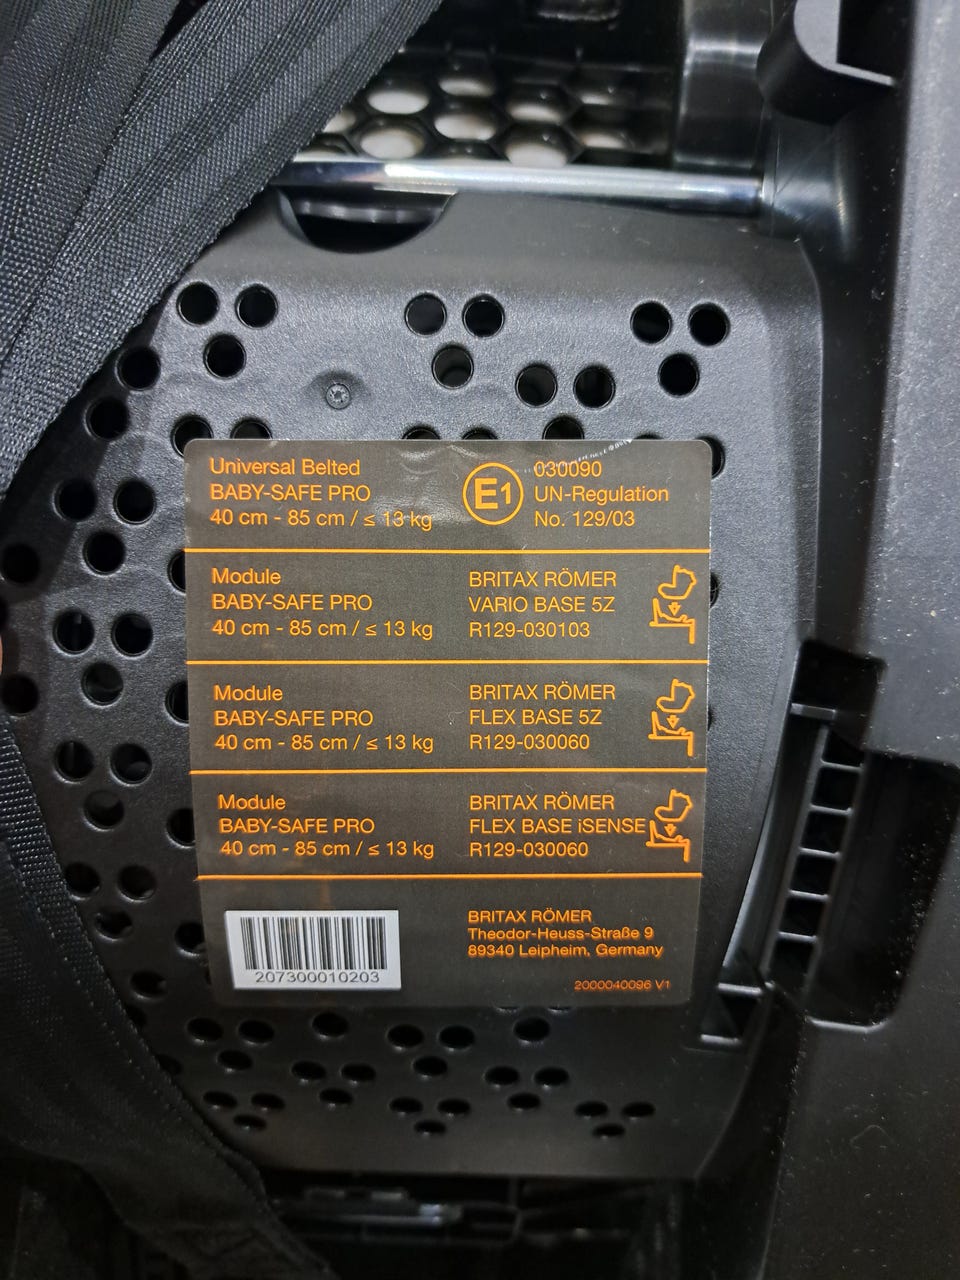 Universal Belted
BABY-SAFE PRO
40 cm - 85 cm / ≤ 13 kg
E1
030090
UN-Regulation
No. 129/03
Module
BABY-SAFE PRO
40 cm - 85 cm / ≤ 13 kg
BRITAX RÖMER
VARIO BASE 5Z
R129-030103
Module
BABY-SAFE PRO
40 cm - 85 cm / ≤ 13 kg
BRITAX RÖMER
FLEX BASE 5Z
R129-030060
Module
BABY-SAFE PRO
40 cm - 85 cm / ≤ 13 kg
BRITAX RÖMER
FLEX BASE iSENSE
R129-030060
207300010203
BRITAX RÖMER
Theodor-Heuss-Straße 9
89340 Leipheim, Germany
2000040096 V1